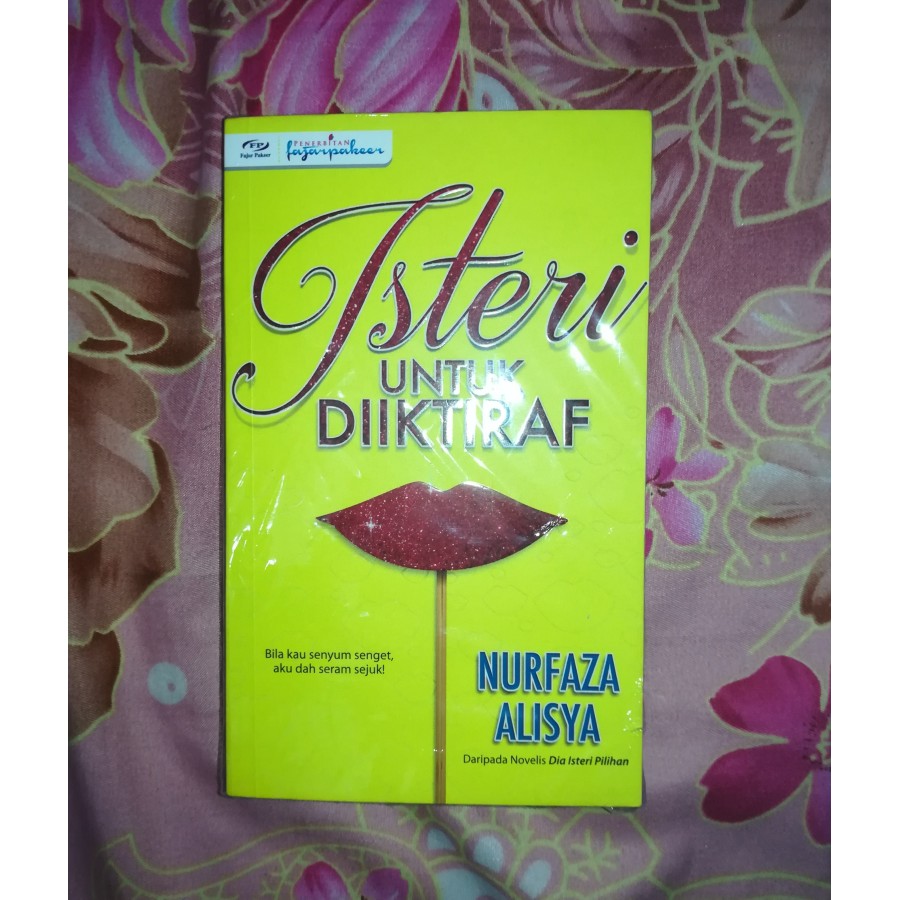 FP
Fajar Pakeer
PENERBITAN
fajarpakeer
Isteri
UNTUK
DIIKTIRAF
Bila kau senyum senget,
aku dah seram sejuk!
NURFAZA
ALISYA
Daripada Novelis Dia Isteri Pilihan